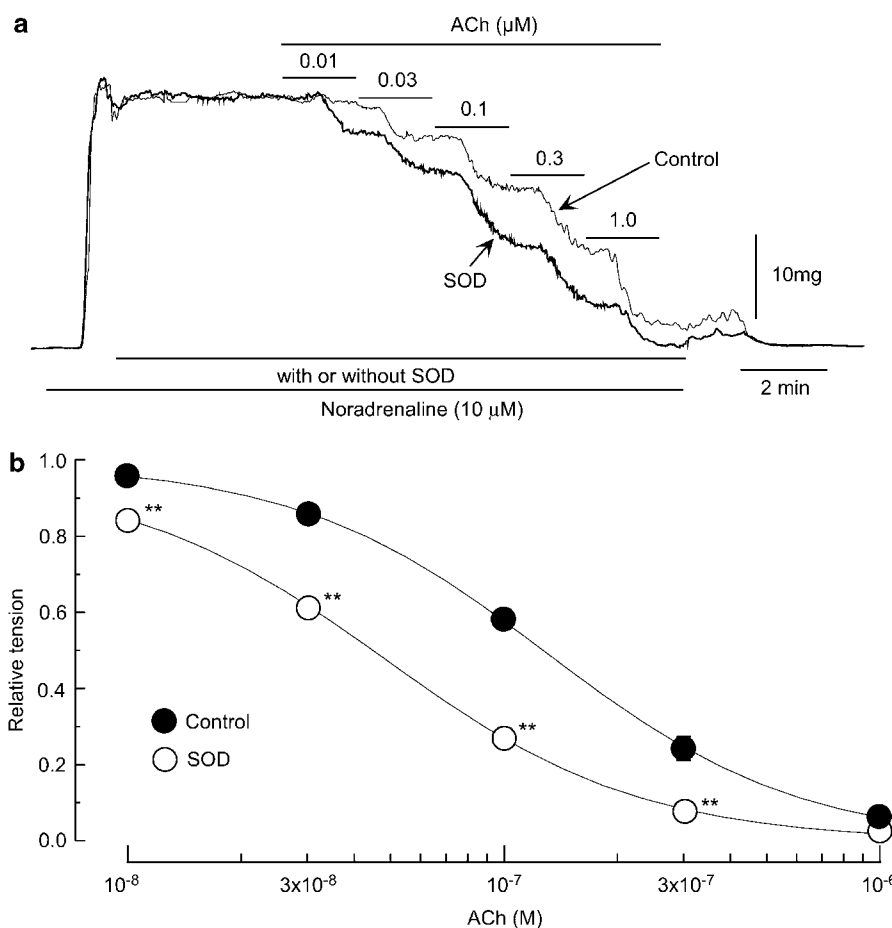 a
ACh (µM)
0.01
0.03
0.1
0.3
1.0
Control
SOD
10mg
with or without SOD
2 min
Noradrenaline (10 µM)
b
1.0
0.8
0.6
0.4
0.2
0.0
Relative tension
**
**
**
**
Control
SOD
10⁻⁸
3x10⁻⁸
10⁻⁷
3x10⁻⁷
10⁻⁶
ACh (M)